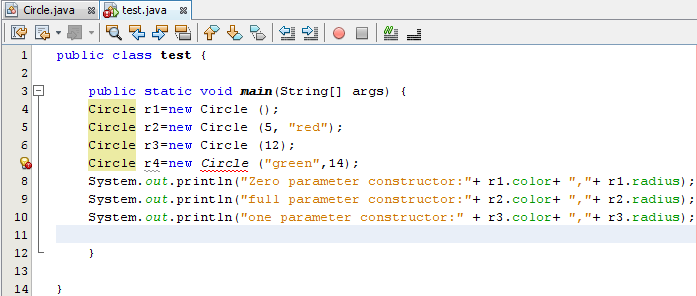 Circle.java test.java
1 public class test {
2
3 public static void main(String[] args) {
4 Circle r1=new Circle ();
5 Circle r2=new Circle (5, "red");
6 Circle r3=new Circle (12);
Circle r4=new Circle ("green",14);
8 System.out.println("Zero parameter constructor:"+ r1.color+ ","+ r1.radius);
9 System.out.println("full parameter constructor:"+ r2.color+ ","+ r2.radius);
10 System.out.println("one parameter constructor:" + r3.color+ ","+ r3.radius);
11
12 }
13
14 }